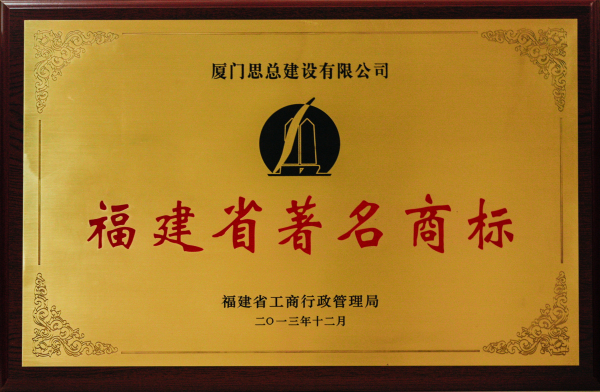 厦门思总建设有限公司
福建省著名商标
福建省工商行政管理局
二〇一三年十二月